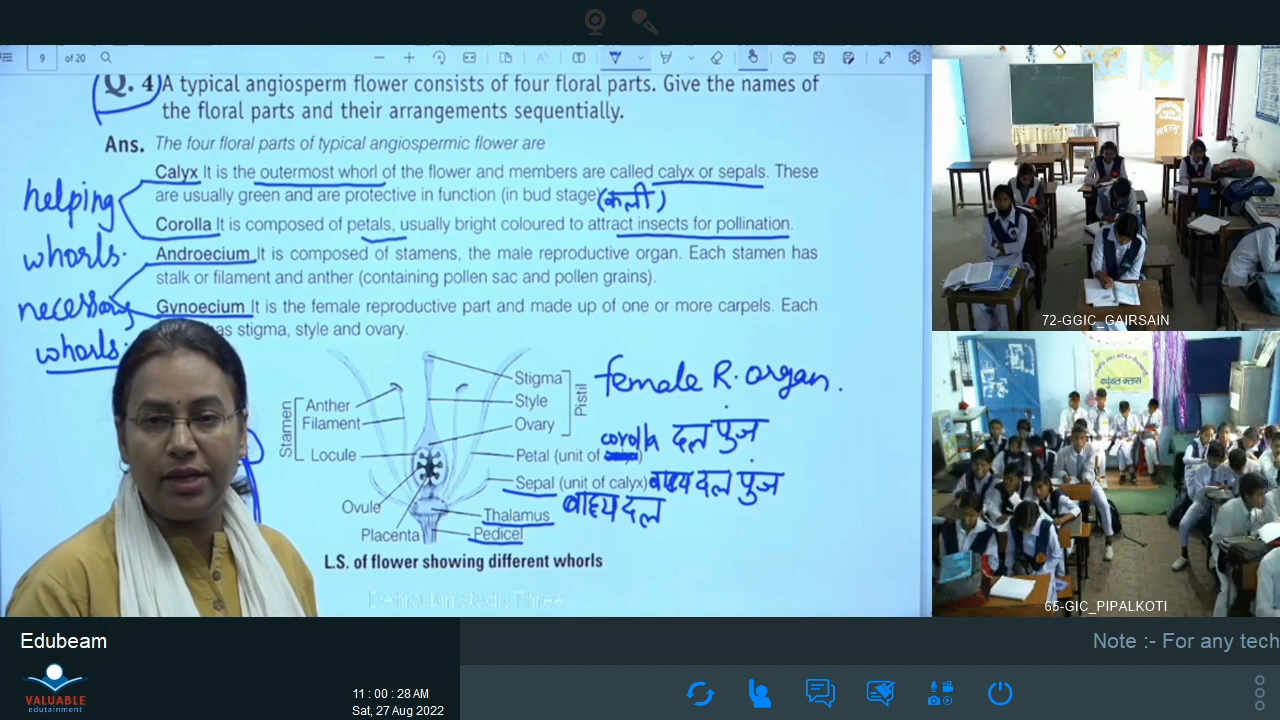 9 of 20
Q. 4) A typical angiosperm flower consists of four floral parts. Give the names of
the floral parts and their arrangements sequentially.
Ans. The four floral parts of typical angiospermic flower are
Calyx It is the outermost whorl of the flower and members are called calyx or sepals. These
are usually green and are protective in function (in bud stage (कली)
Corolla It is composed of petals, usually bright coloured to attract insects for pollination.
Androecium It is composed of stamens, the male reproductive organ. Each stamen has
stalk or filament and anther (containing pollen sac and pollen grains).
Gynoecium It is the female reproductive part and made up of one or more carpels. Each
has stigma, style and ovary.
helping
whorls.
necessary
whorls.
Stamen
Anther
Filament
Locule
Ovule
Placenta
Stigma
Style
Ovary
Pistil
female R. organ.
Petal (unit of corolla दल पुंज
Sepal (unit of calyx) वाह्य दल पुंज
Thalamus वाह्य दल
Pedicel
L.S. of flower showing different whorls
Dehradun Studi Three
72-GGIC_GAIRSAIN
65-GIC_PIPALKOTI
Edubeam
VALUABLE
edutainment
11 : 00 : 28 AM
Sat, 27 Aug 2022
Note :- For any tech